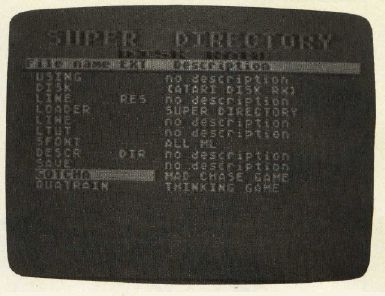 SUPER DIRECTORY
File name EXT Description
USING no description
DISK (ATARI DISK RX)
LINE RES no description
LOADER SUPER DIRECTORY
LINE no description
LTUT no description
SFONT ALL ML
DESCR DIR no description
SAVE no description
GOTCHA MAD CHASE GAME
QUATRAIN THINKING GAME